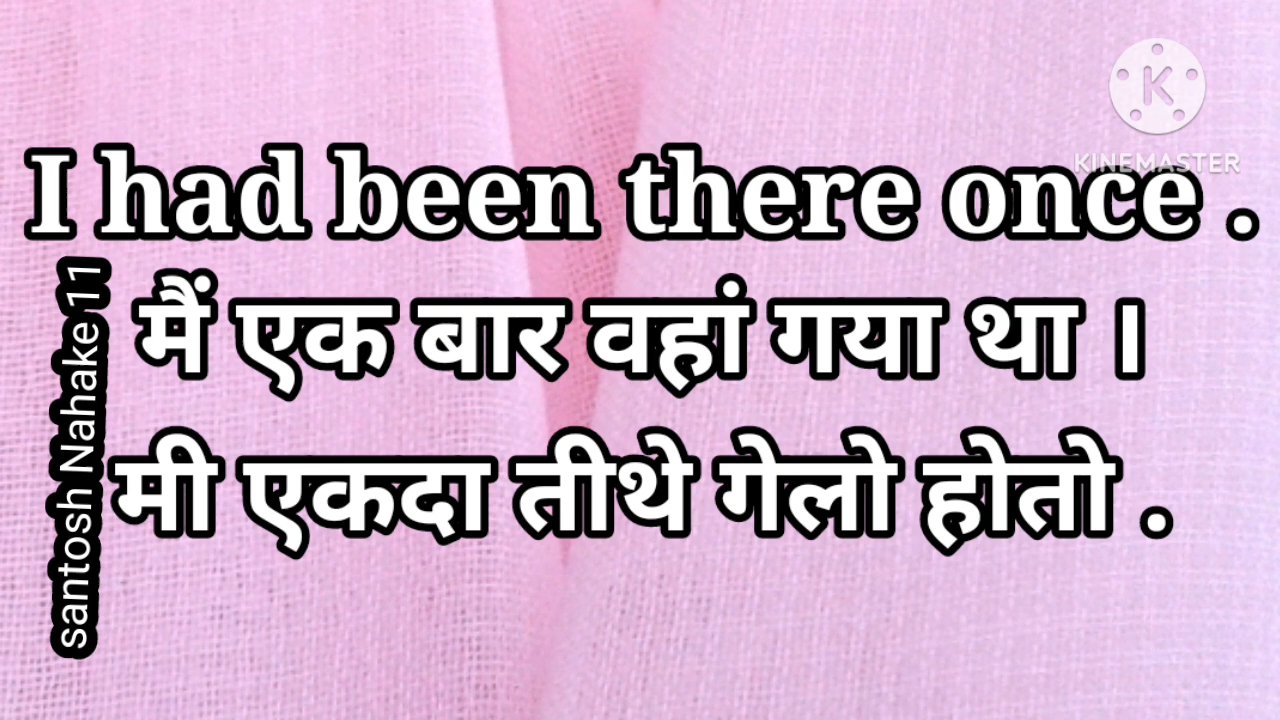 KINEMASTER
I had been there once .
मैं एक बार वहां गया था ।
मी एकदा तीथे गेलो होतो .
santosh Nahake 11